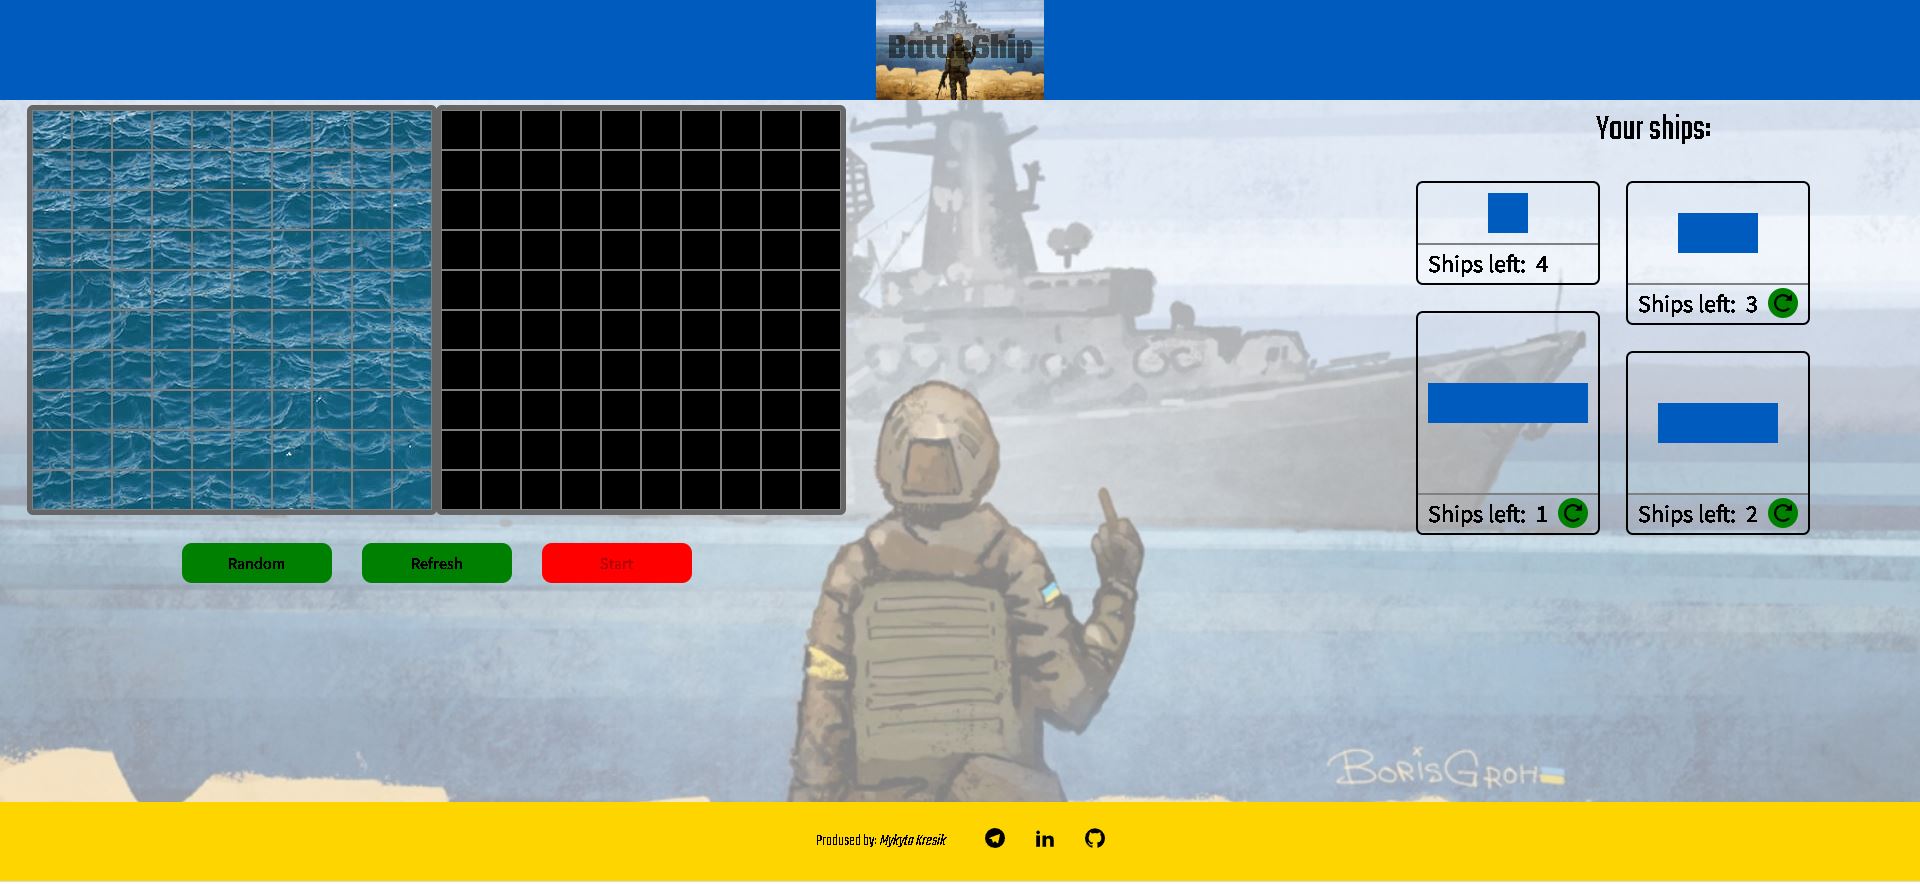 BattleShip
Your ships:
Ships left: 4
Ships left: 3
Ships left: 1
Ships left: 2
Random
Refresh
Start
BorisGroh
Prodused by: Mykyta Kresik
in